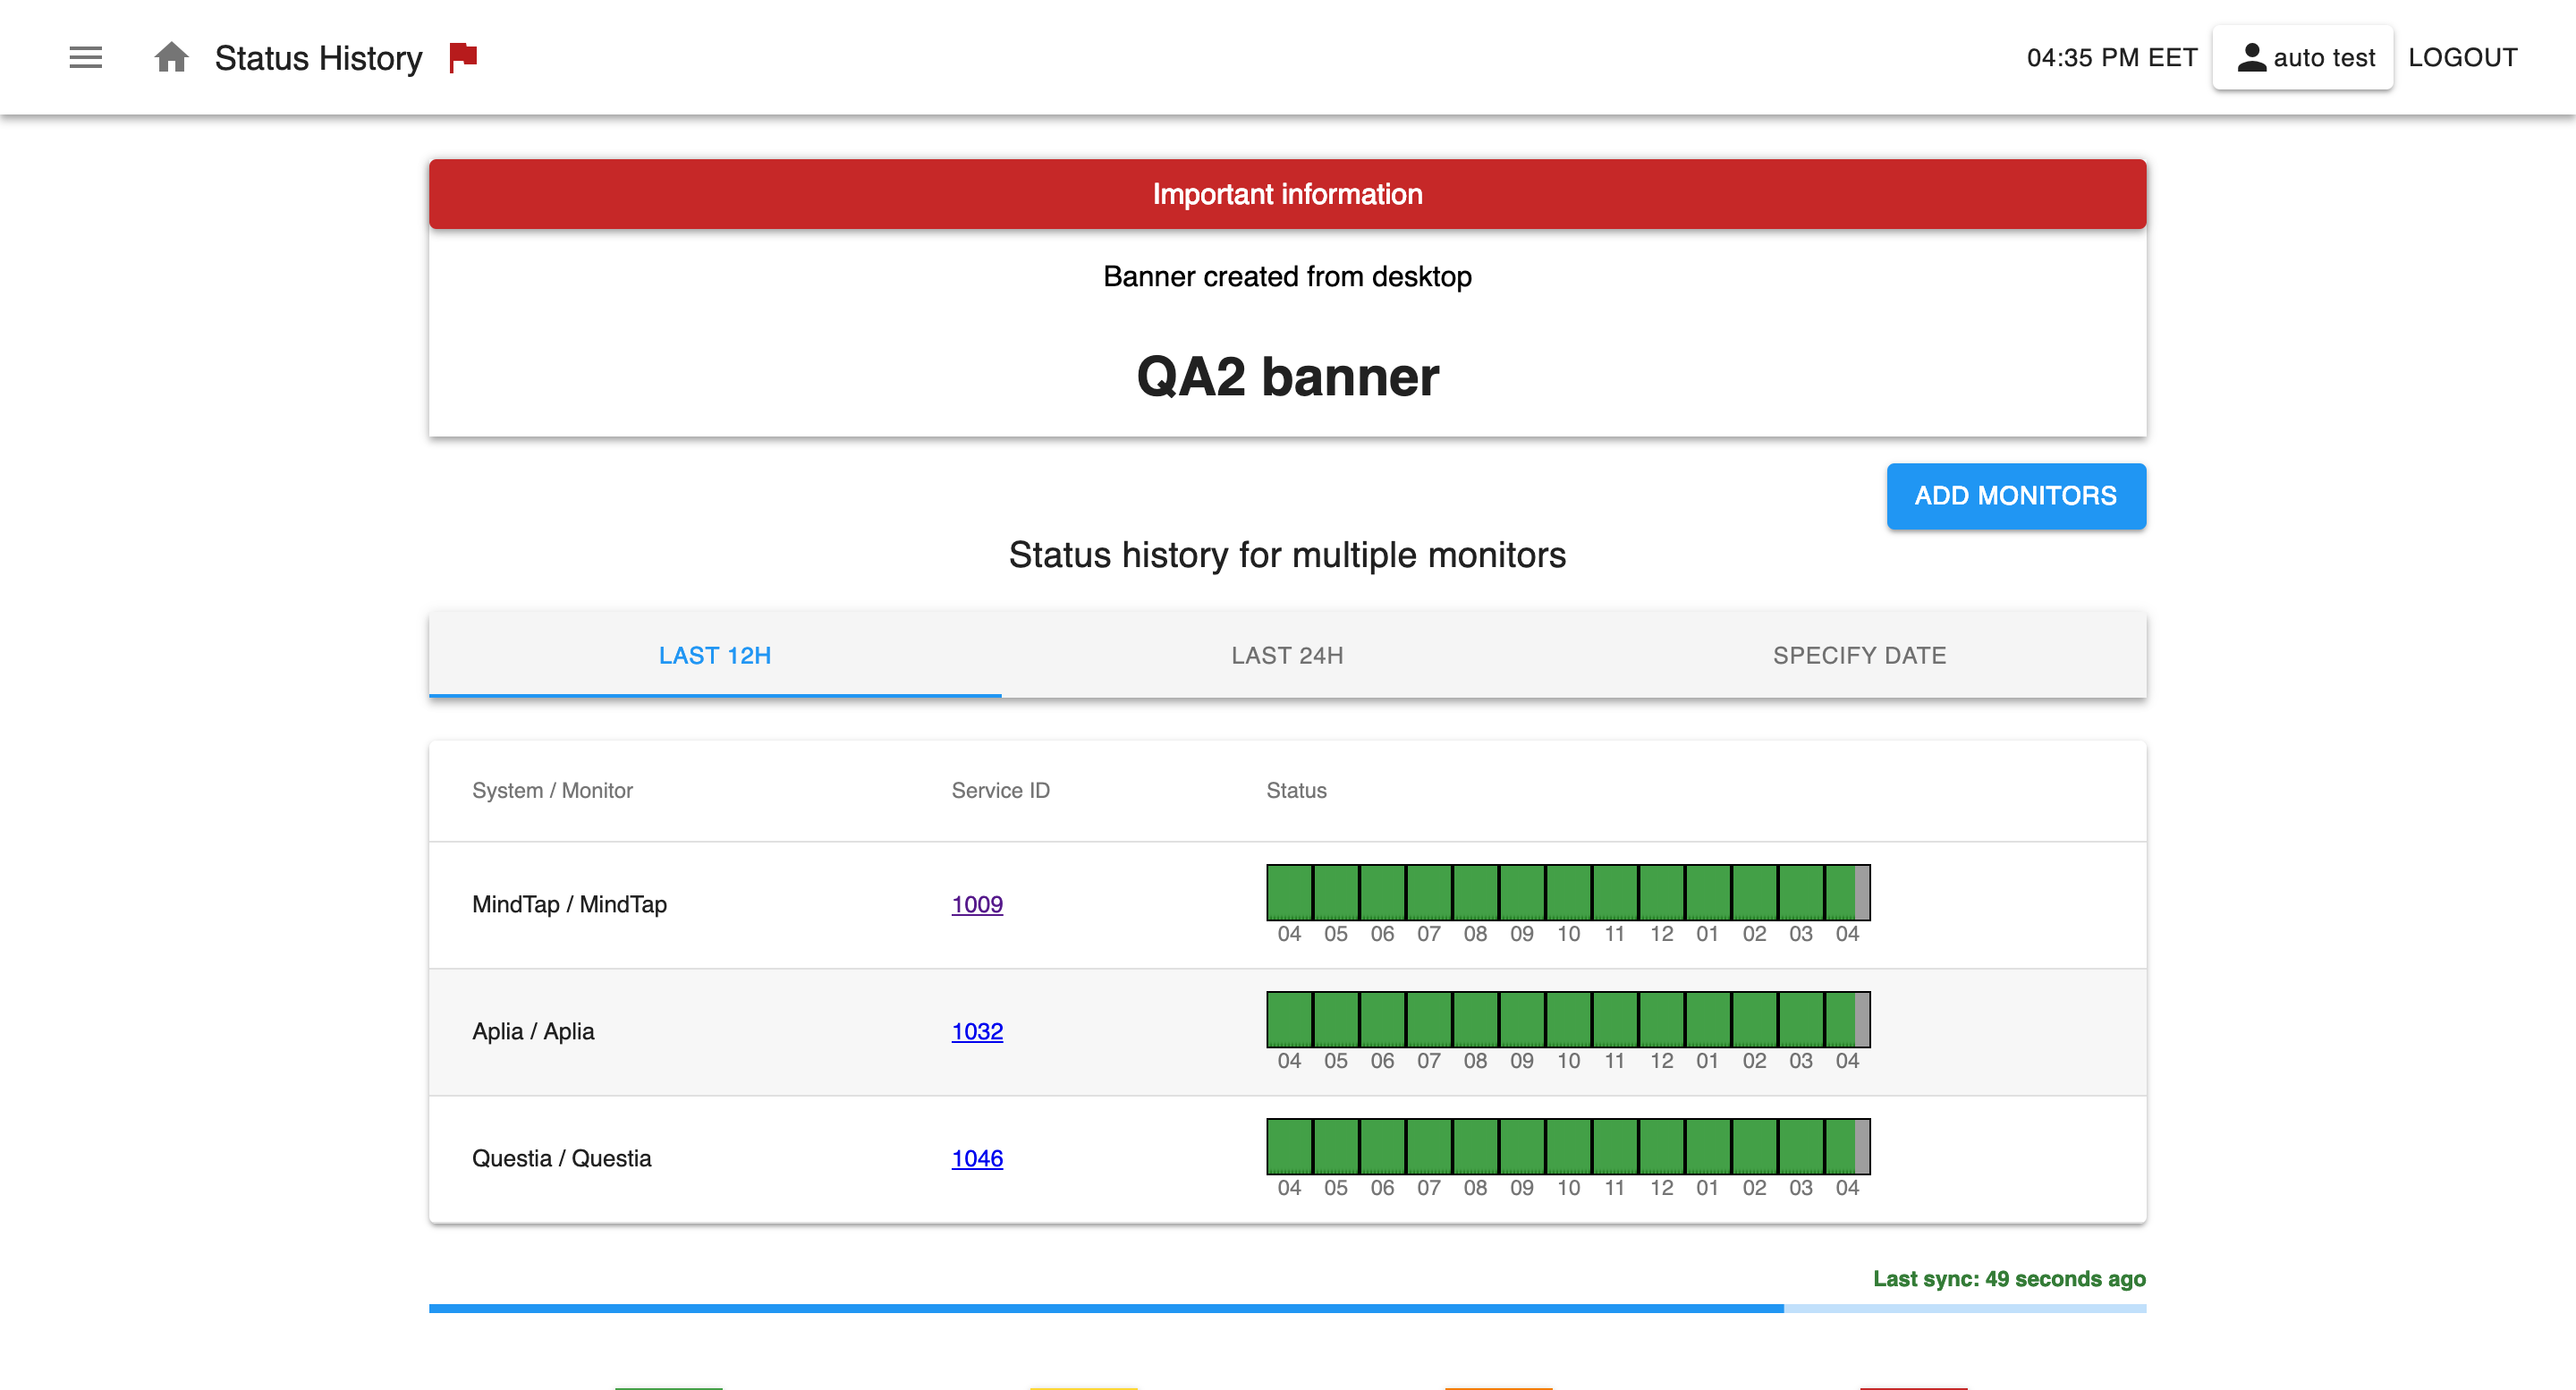 Status History
04:35 PM EET auto test LOGOUT
Important information
Banner created from desktop
QA2 banner
ADD MONITORS
Status history for multiple monitors
LAST 12H LAST 24H SPECIFY DATE
System / Monitor Service ID Status
MindTap / MindTap 1009
04 05 06 07 08 09 10 11 12 01 02 03 04
Aplia / Aplia 1032
04 05 06 07 08 09 10 11 12 01 02 03 04
Questia / Questia 1046
04 05 06 07 08 09 10 11 12 01 02 03 04
Last sync: 49 seconds ago